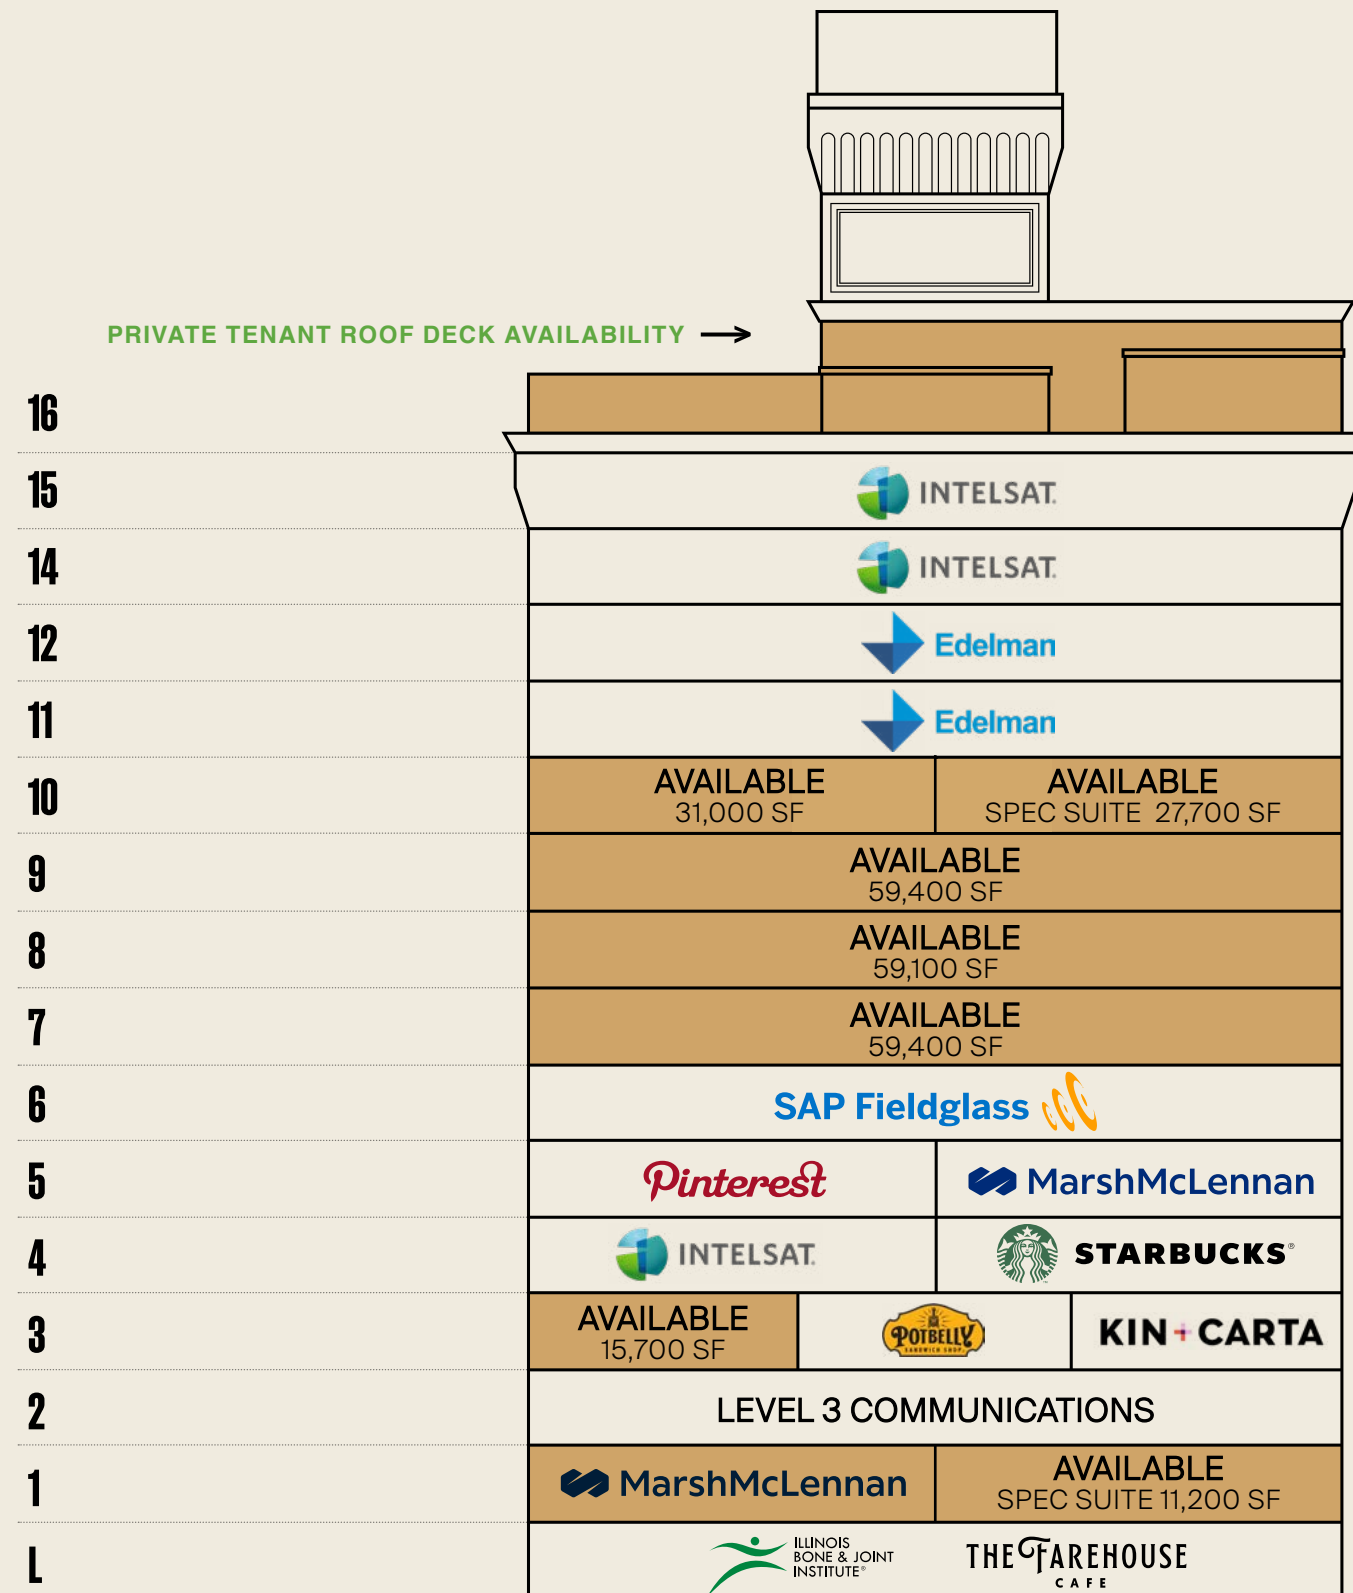 PRIVATE TENANT ROOF DECK AVAILABILITY
16
15
INTELSAT.
14
INTELSAT.
12
Edelman
11
Edelman
10
AVAILABLE
31,000 SF
AVAILABLE
SPEC SUITE 27,700 SF
9
AVAILABLE
59,400 SF
8
AVAILABLE
59,100 SF
7
AVAILABLE
59,400 SF
6
SAP Fieldglass
5
Pinterest
MarshMcLennan
4
INTELSAT.
STARBUCKS®
3
AVAILABLE
15,700 SF
POTBELLY
SANDWICH SHOP
KIN+CARTA
2
LEVEL 3 COMMUNICATIONS
1
MarshMcLennan
AVAILABLE
SPEC SUITE 11,200 SF
L
ILLINOIS
BONE & JOINT
INSTITUTE®
THE FAREHOUSE
CAFE